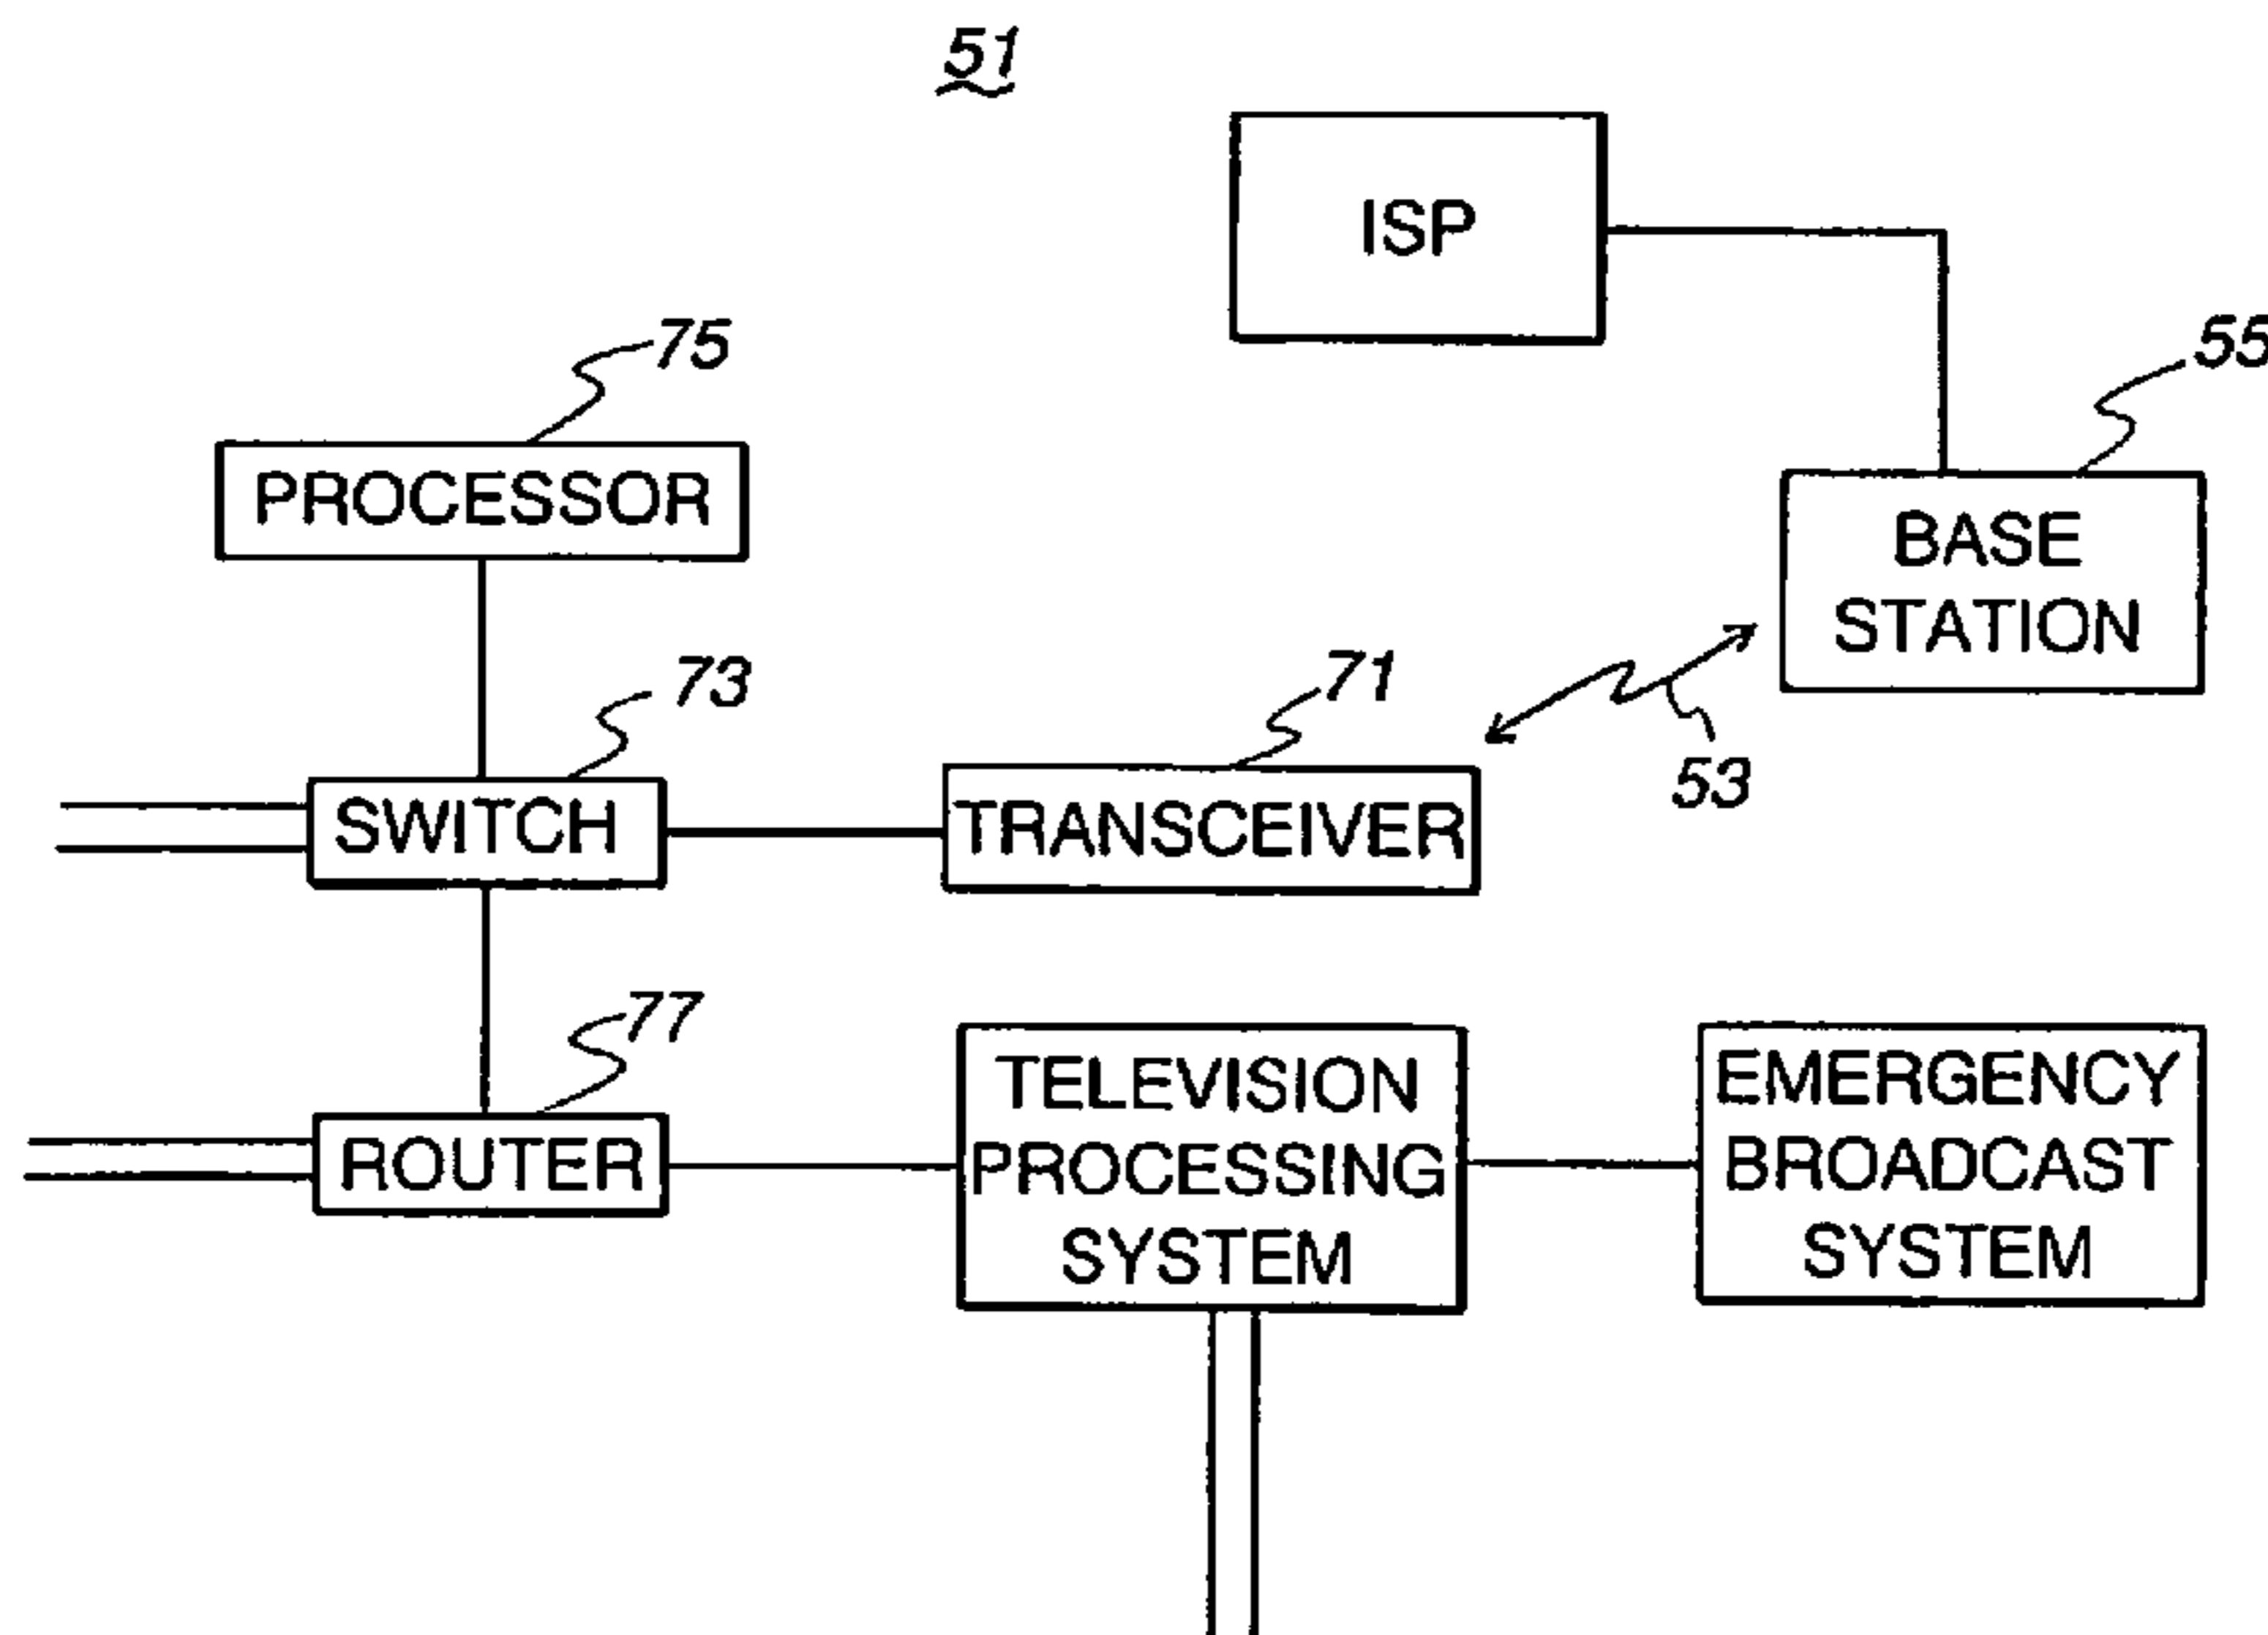 51
ISP
75
55
PROCESSOR
BASE
STATION
73
71
53
SWITCH
TRANSCEIVER
77
ROUTER
TELEVISION
PROCESSING
SYSTEM
EMERGENCY
BROADCAST
SYSTEM